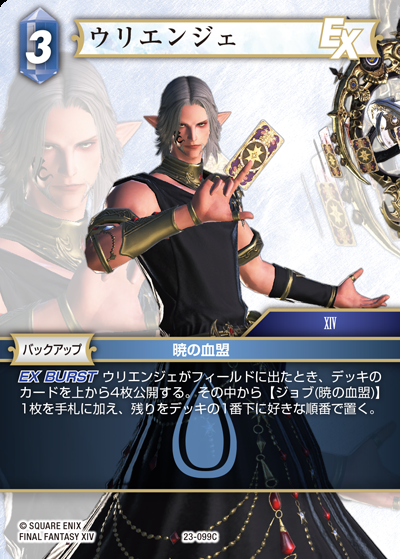 3
ウリエンジェ
EX
XIV
バックアップ
暁の血盟
EX BURST ウリエンジェがフィールドに出たとき、デッキの
カードを上から4枚公開する。その中から【ジョブ(暁の血盟)】
1枚を手札に加え、残りをデッキの1番下に好きな順番で置く。
© SQUARE ENIX
FINAL FANTASY XIV
23-099C